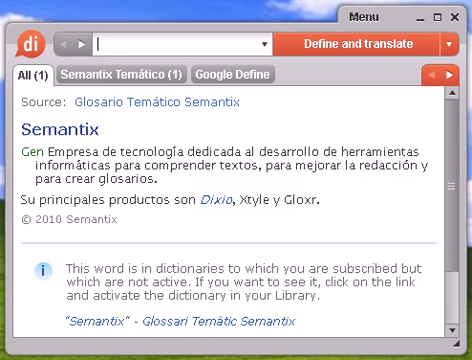 Menu
di
Define and translate
All (1)
Semantix Temático (1)
Google Define
Source: Glosario Temático Semantix
Semantix
Gen Empresa de tecnología dedicada al desarrollo de herramientas
informáticas para comprender textos, para mejorar la redacción y
para crear glosarios.
Su principales productos son Dixio, Xtyle y Gloxr.
© 2010 Semantix
i
This word is in dictionaries to which you are subscribed but
which are not active. If you want to see it, click on the link
and activate the dictionary in your Library.
"Semantix" - Glossari Temàtic Semantix